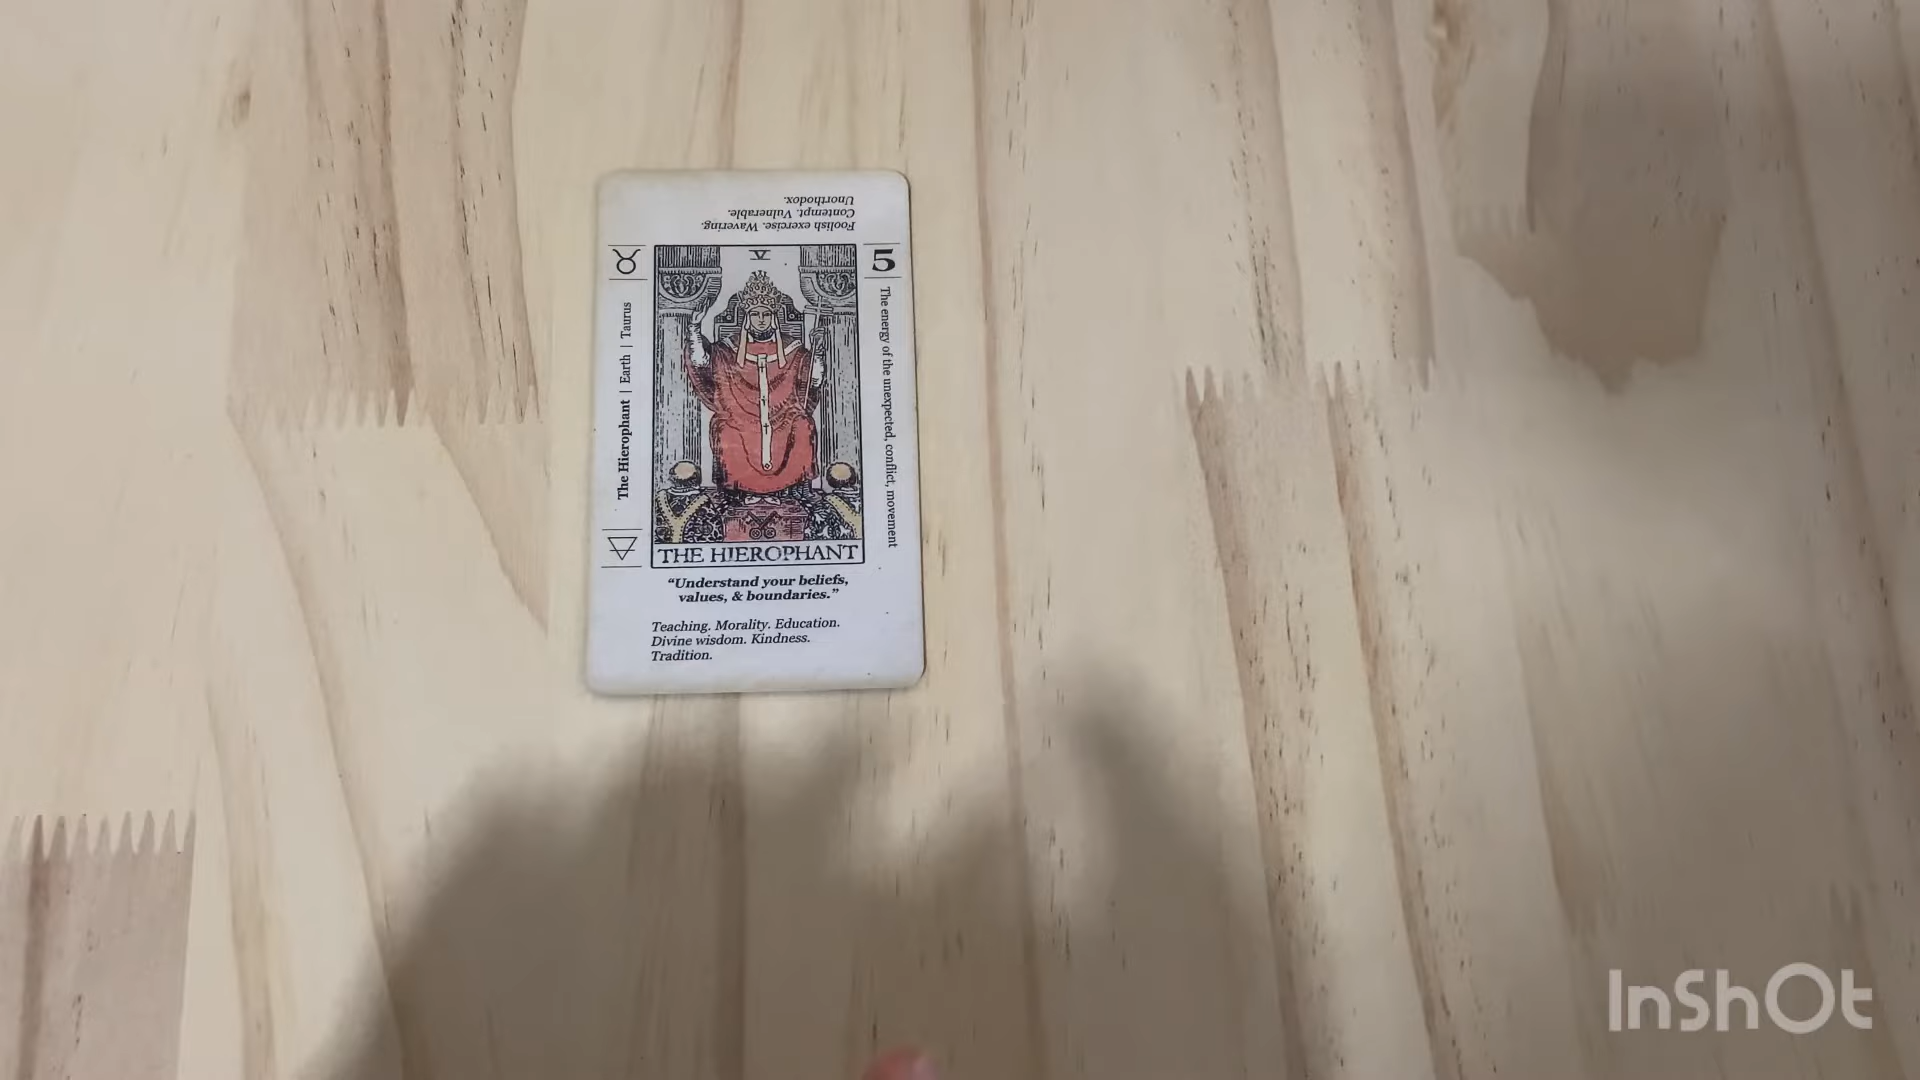 Foolish exercise. Wavering.
Contempt. Vulnerable.
Unorthodox.
V
5
The Hierophant | Earth | Taurus
The energy of the unexpected, conflict, movement
THE HIEROPHANT
“Understand your beliefs,
values, & boundaries.”
Teaching. Morality. Education.
Divine wisdom. Kindness.
Tradition.
InShOt